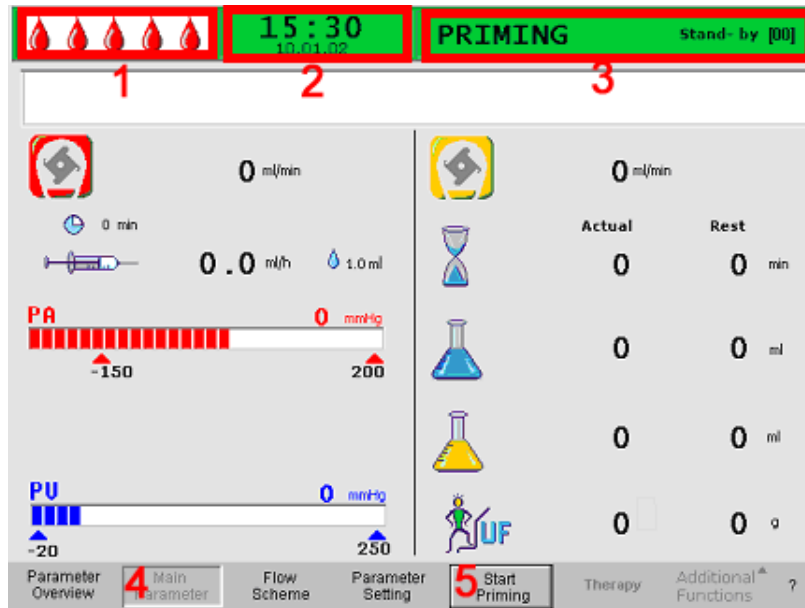 15:30
10.01.02
PRIMING
Stand-by [00]
1
2
3
0 ml/min
0 ml/min
0 min
0.0 ml/h
1.0 ml
Actual
Rest
0
0 min
PA
0 mmHg
-150
200
0
0 ml
0
0 ml
PU
0 mmHg
-20
250
UF
0
0 g
Parameter
Overview
4
Main
Parameter
Flow
Scheme
Parameter
Setting
5
Start
Priming
Therapy
Additional
Functions
?